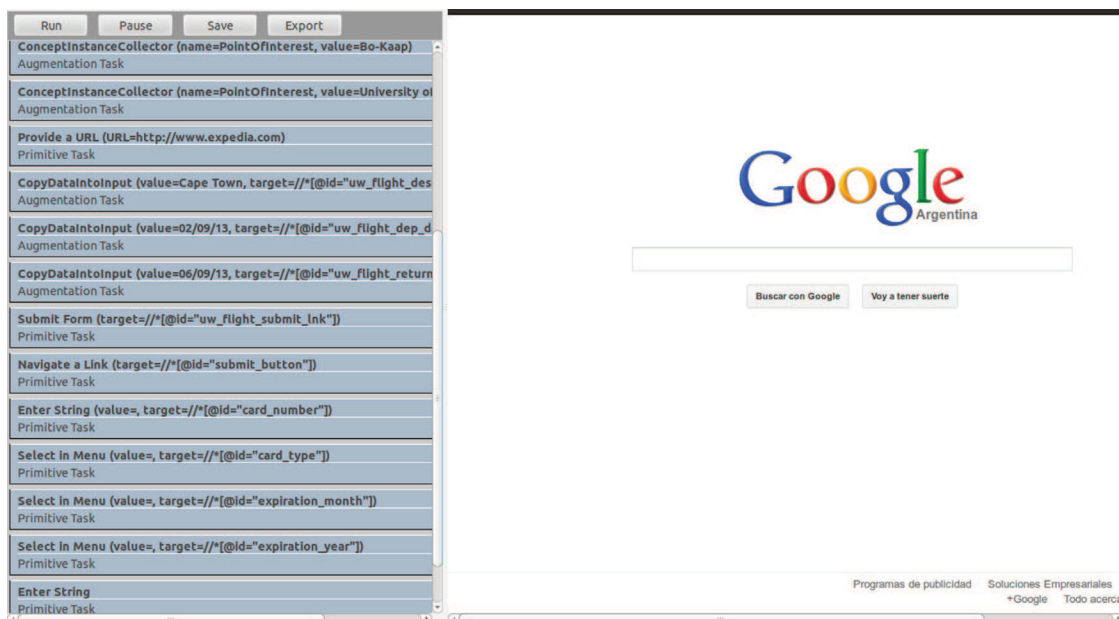 Run Pause Save Export
ConceptInstanceCollector (name=PointOfInterest, value=Bo-Kaap)
Augmentation Task
ConceptInstanceCollector (name=PointOfInterest, value=University of
Augmentation Task
Provide a URL (URL=http://www.expedia.com)
Primitive Task
CopyDataIntoInput (value=Cape Town, target=//*[@id="uw_flight_des
Augmentation Task
CopyDataIntoInput (value=02/09/13, target=//*[@id="uw_flight_dep_d
Augmentation Task
CopyDataIntoInput (value=06/09/13, target=//*[@id="uw_flight_return
Augmentation Task
Submit Form (target=//*[@id="uw_flight_submit_lnk"])
Primitive Task
Navigate a Link (target=//*[@id="submit_button"])
Primitive Task
Enter String (value=, target=//*[@id="card_number"])
Primitive Task
Select in Menu (value=, target=//*[@id="card_type"])
Primitive Task
Select in Menu (value=, target=//*[@id="expiration_month"])
Primitive Task
Select in Menu (value=, target=//*[@id="expiration_year"])
Primitive Task
Enter String
Primitive Task
Google
Argentina
Buscar con Google Voy a tener suerte
Programas de publicidad Soluciones Empresariales
+Google Todo acerca